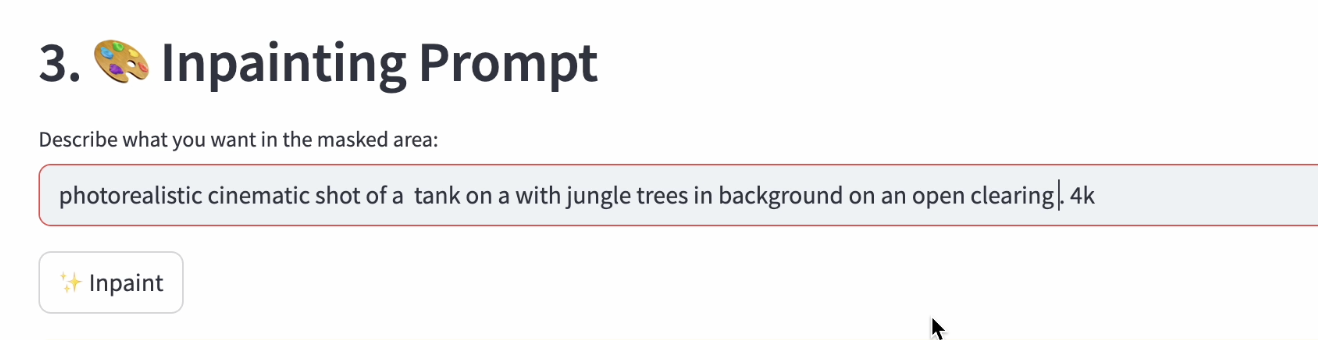 3. 🎨 Inpainting Prompt
Describe what you want in the masked area:
photorealistic cinematic shot of a  tank on a with jungle trees in background on an open clearing. 4k
✨ Inpaint